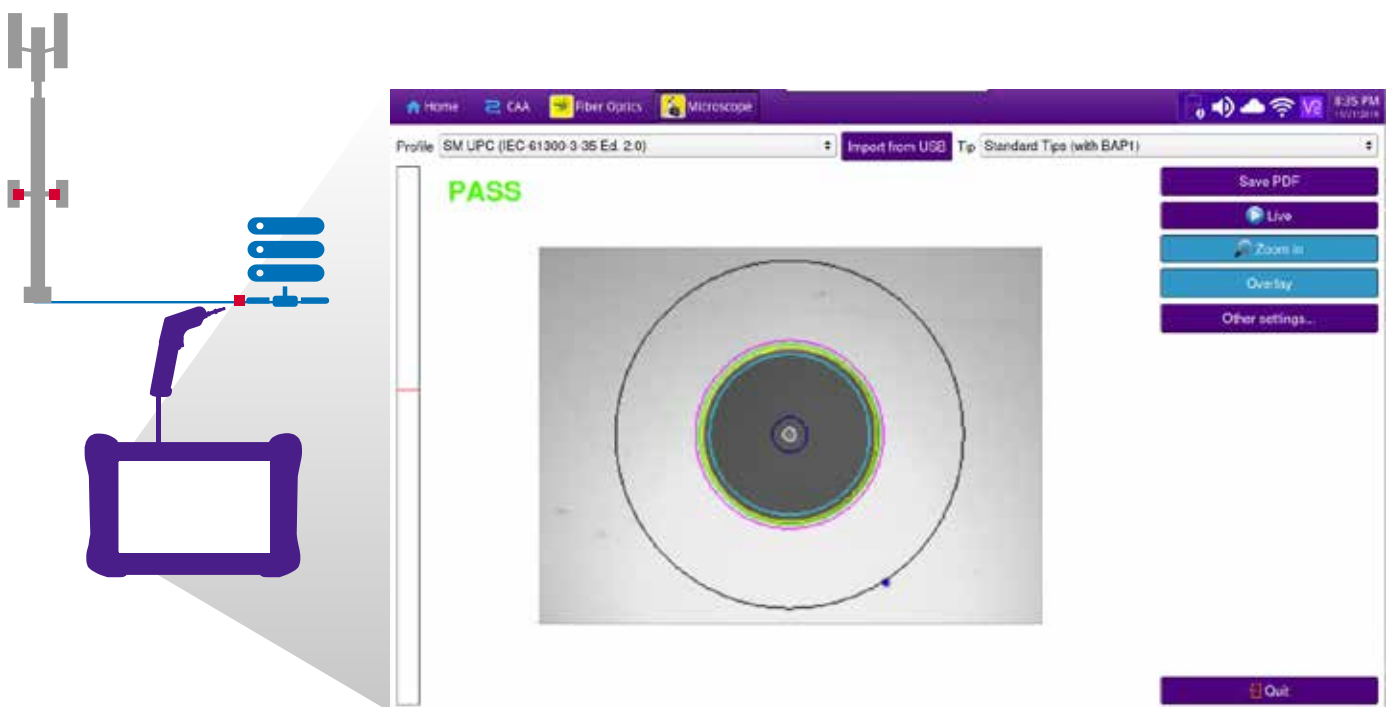 Home CAA Fiber Optics Microscope V2 8:35 PM
Profile SM UPC (IEC-61300-3-35 Ed. 2.0) Import from USB Tip Standard Tips (with BAP1)
PASS
Save PDF
Live
Zoom in
Overlay
Other settings...
Quit